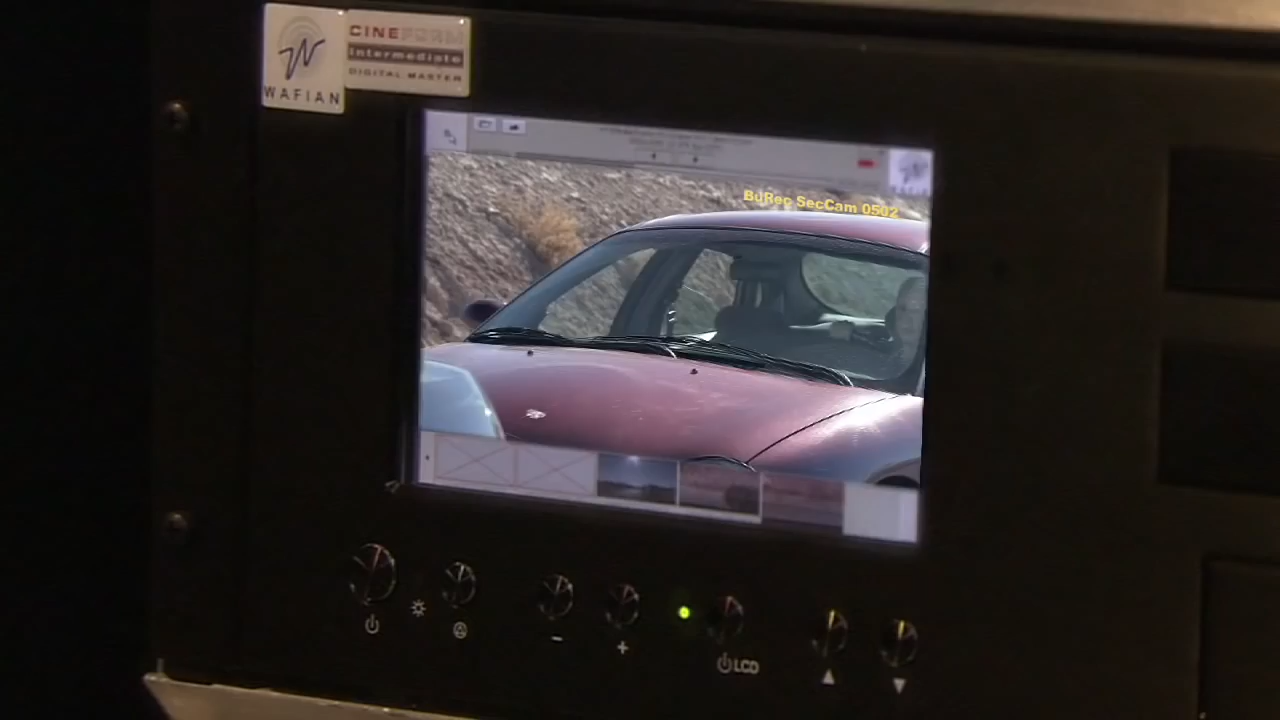 WAFIAN
CINEFORM
Intermediate
DIGITAL MASTER
BuRec SecCam 0502
LCD